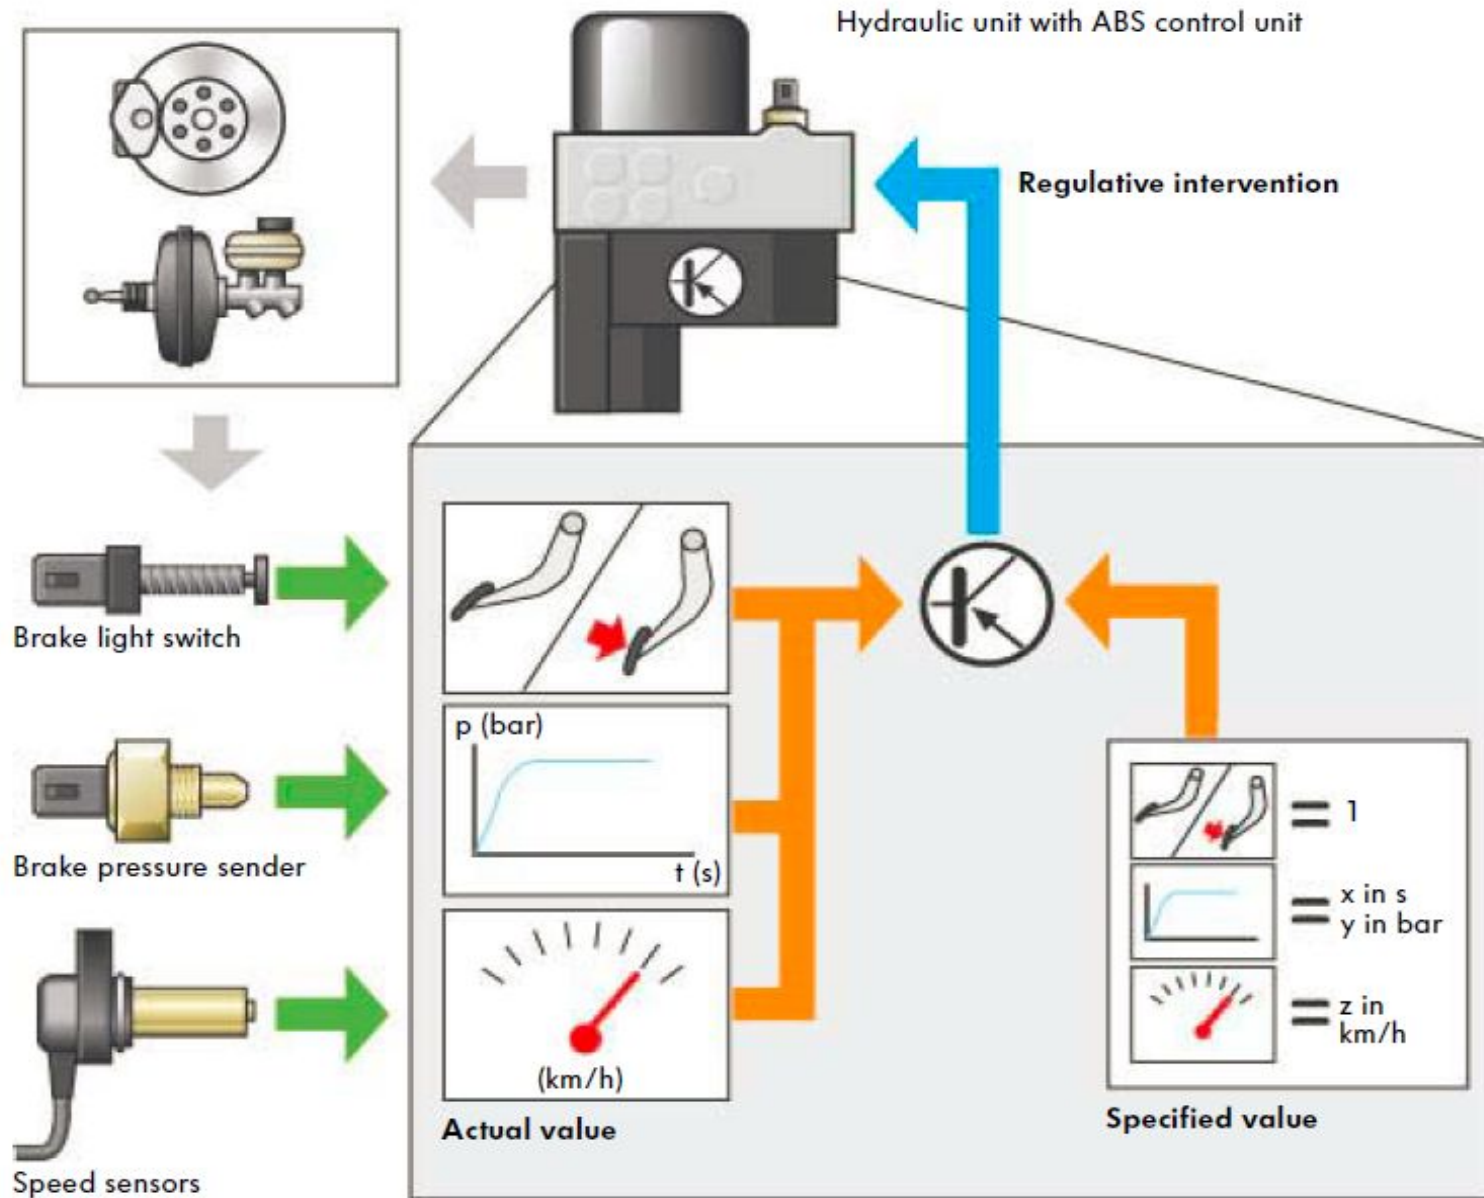 Hydraulic unit with ABS control unit
Regulative intervention
Brake light switch
p (bar)
t (s)
Brake pressure sender
(km/h)
Speed sensors
Actual value
= 1
= x in s
y in bar
= z in
km/h
Specified value